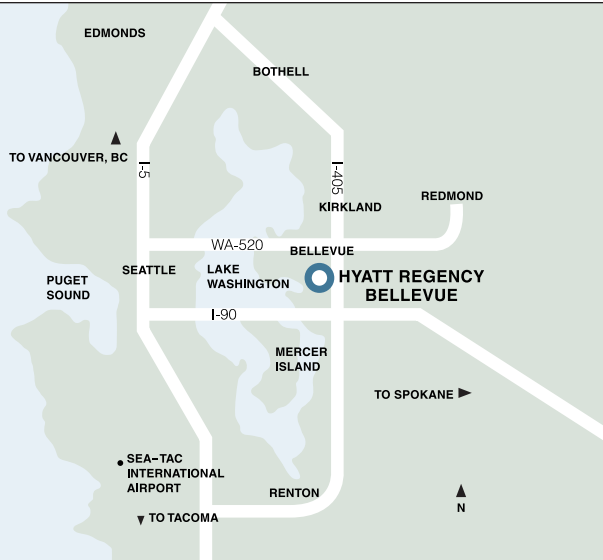 EDMONDS
BOTHELL
TO VANCOUVER, BC
I-5
I-405
REDMOND
KIRKLAND
WA-520
BELLEVUE
SEATTLE
LAKE
WASHINGTON
HYATT REGENCY
BELLEVUE
PUGET
SOUND
I-90
MERCER
ISLAND
TO SPOKANE
SEA–TAC
INTERNATIONAL
AIRPORT
RENTON
N
TO TACOMA